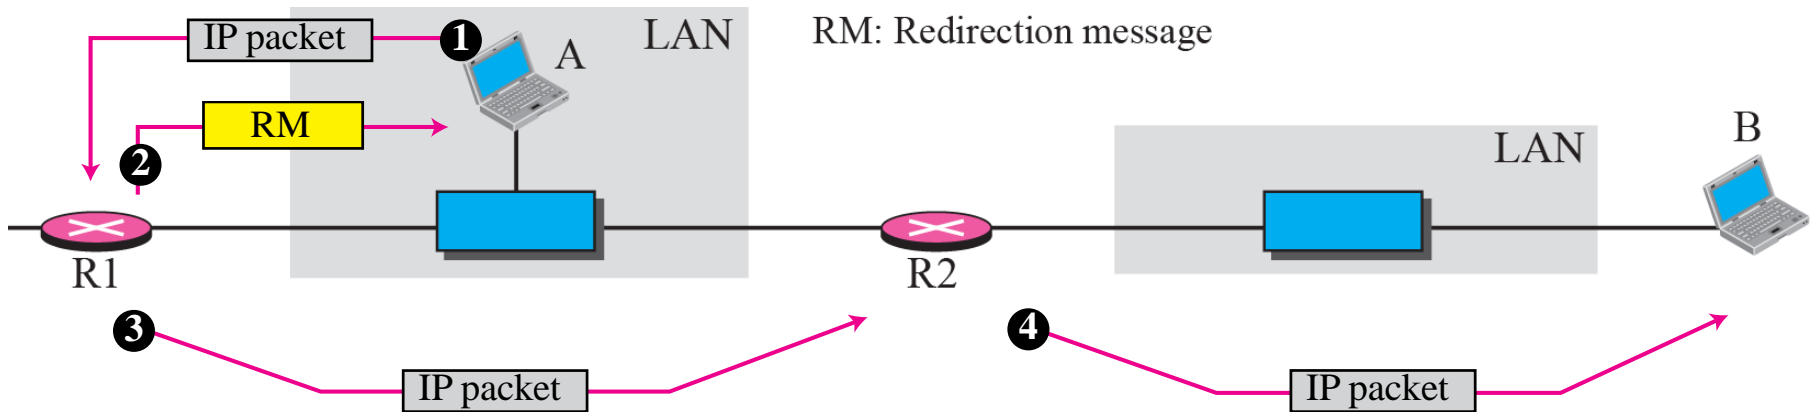 1
IP packet
A
LAN
RM: Redirection message
2
RM
LAN
B
R1
R2
3
IP packet
4
IP packet